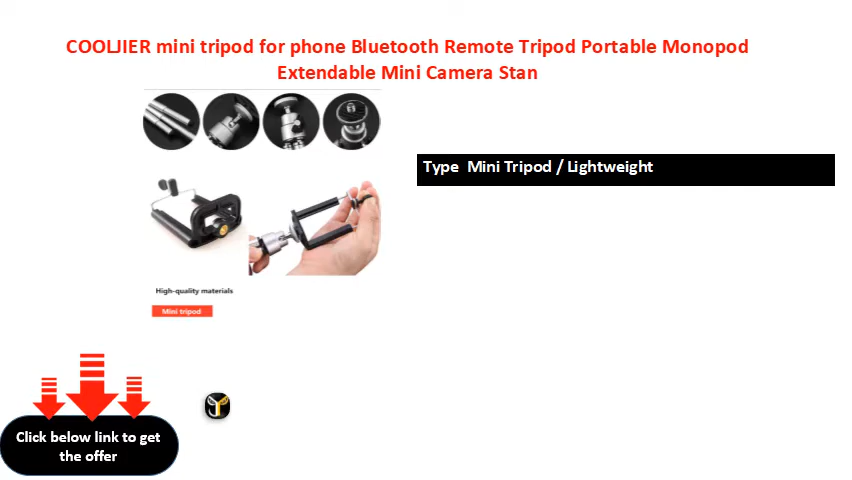 COOLJIER mini tripod for phone Bluetooth Remote Tripod Portable Monopod
Extendable Mini Camera Stan
Type  Mini Tripod / Lightweight
High-quality materials
Mini tripod
Click below link to get
the offer